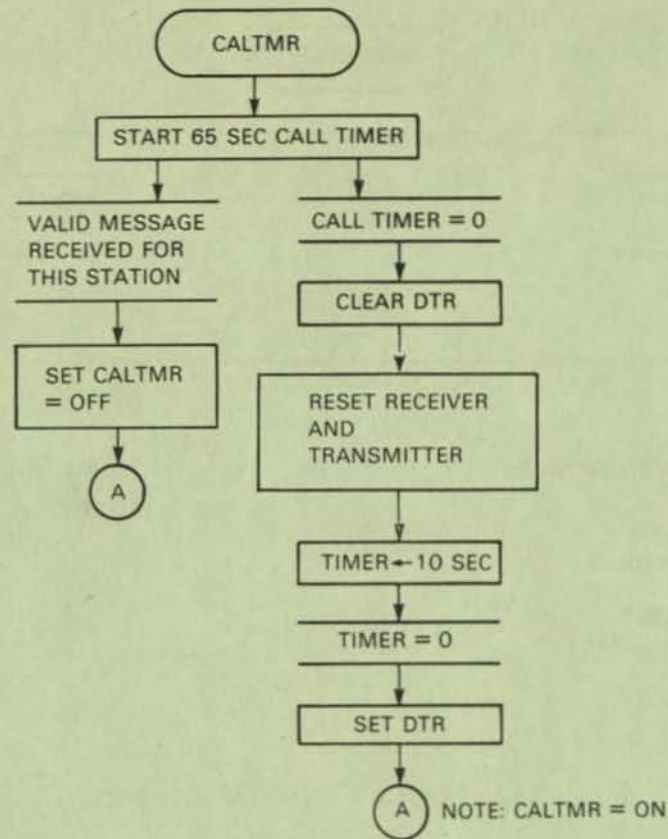 CALTMR
START 65 SEC CALL TIMER
VALID MESSAGE
RECEIVED FOR
THIS STATION
SET CALTMR
= OFF
A
CALL TIMER = 0
CLEAR DTR
RESET RECEIVER
AND
TRANSMITTER
TIMER←10 SEC
TIMER = 0
SET DTR
A NOTE: CALTMR = ON